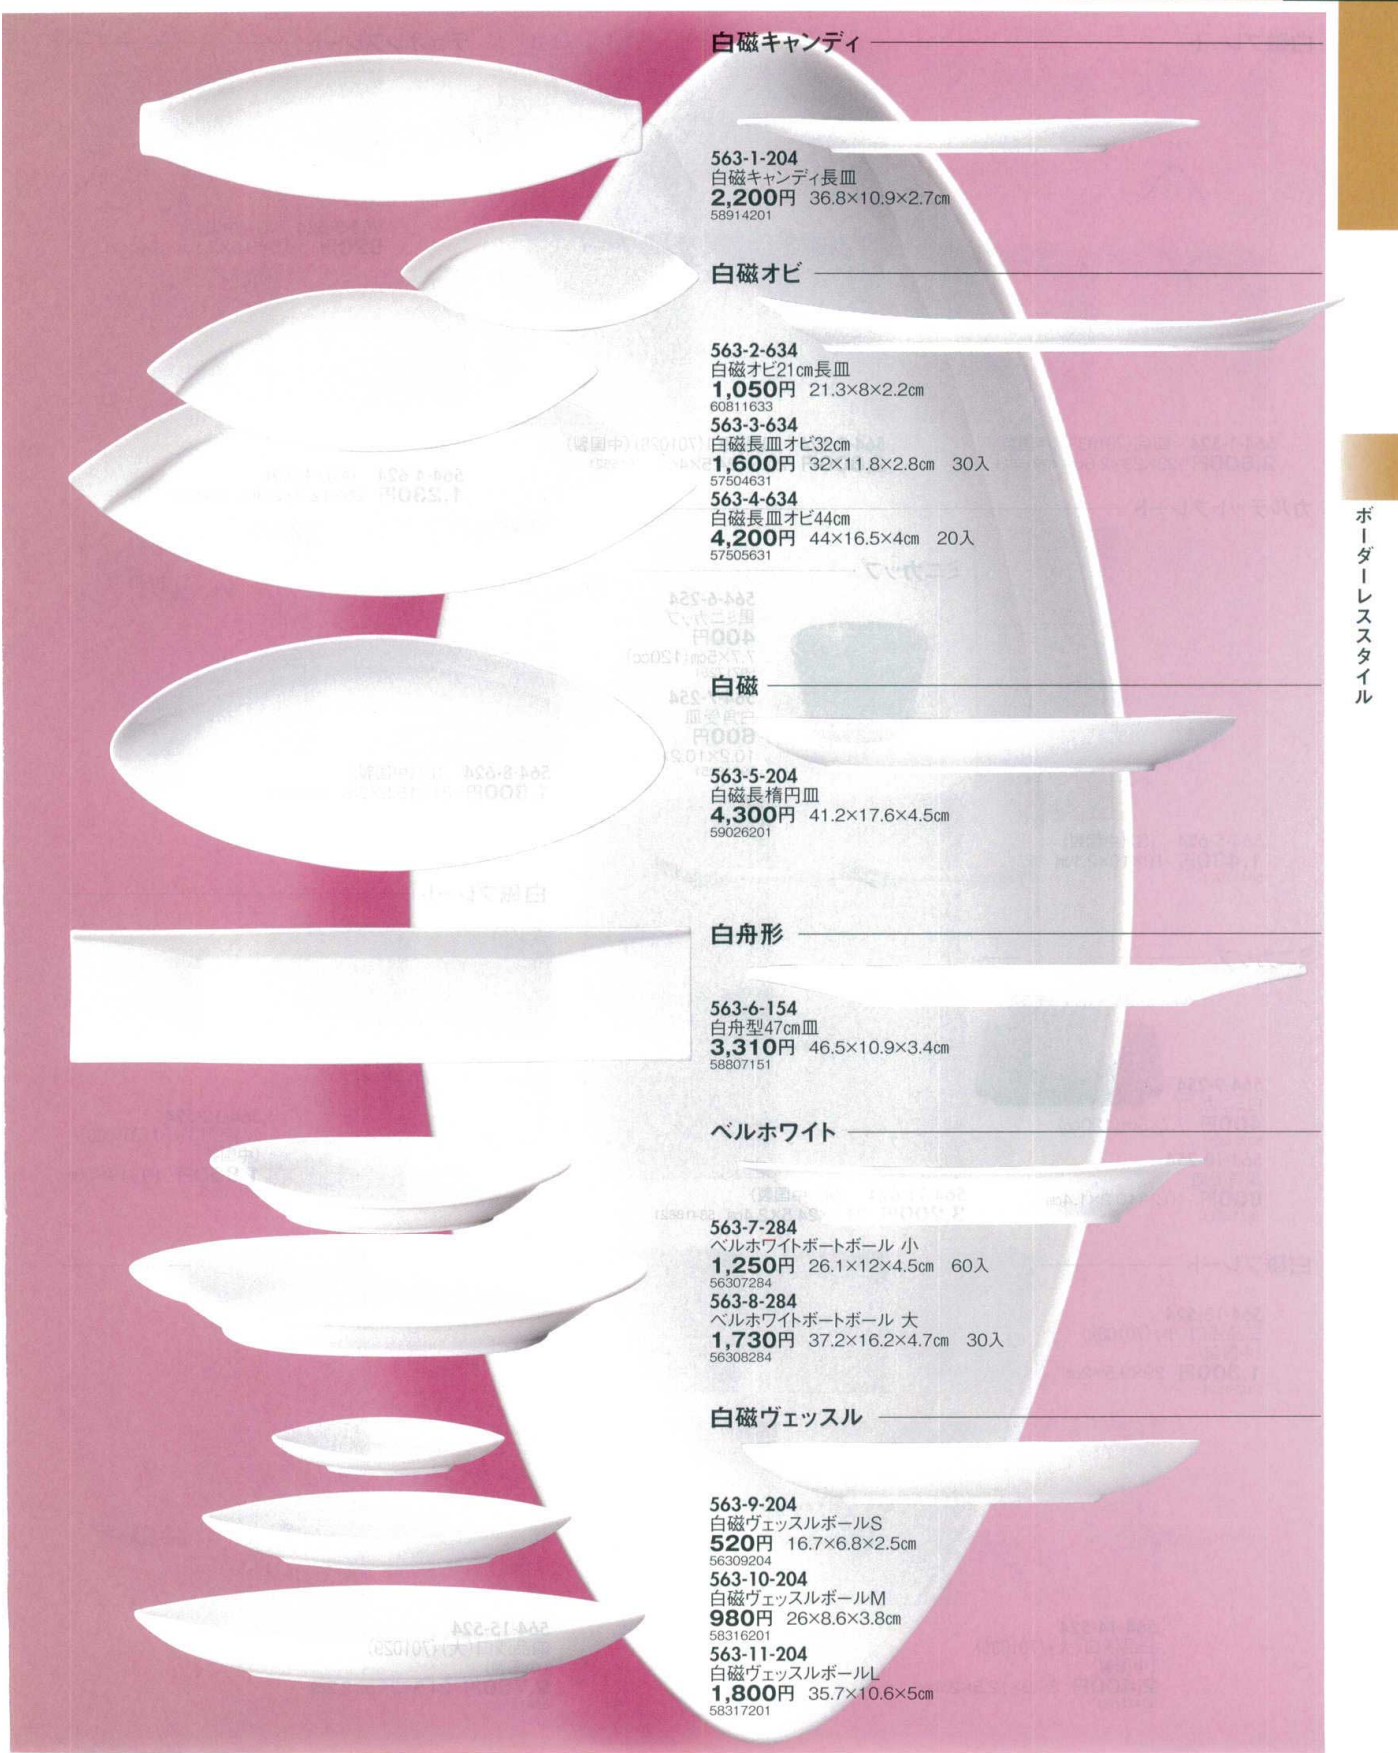 白磁キャンディ
563-1-204
白磁キャンディ長皿
2,200円 36.8×10.9×2.7cm
58914201
白磁オビ
563-2-634
白磁オビ21cm長皿
1,050円 21.3×8×2.2cm
60811633
563-3-634
白磁長皿オビ32cm
1,600円 32×11.8×2.8cm 30入
57504631
563-4-634
白磁長皿オビ44cm
4,200円 44×16.5×4cm 20入
57505631
白磁
563-5-204
白磁長楕円皿
4,300円 41.2×17.6×4.5cm
59026201
白舟形
563-6-154
白舟型47cm皿
3,310円 46.5×10.9×3.4cm
58807151
ベルホワイト
563-7-284
ベルホワイトボートボール 小
1,250円 26.1×12×4.5cm 60入
56307284
563-8-284
ベルホワイトボートボール 大
1,730円 37.2×16.2×4.7cm 30入
56308284
白磁ヴェッスル
563-9-204
白磁ヴェッスルボールS
520円 16.7×6.8×2.5cm
56309204
563-10-204
白磁ヴェッスルボールM
980円 26×8.6×3.8cm
58316201
563-11-204
白磁ヴェッスルボールL
1,800円 35.7×10.6×5cm
58317201
ボーダーレススタイル